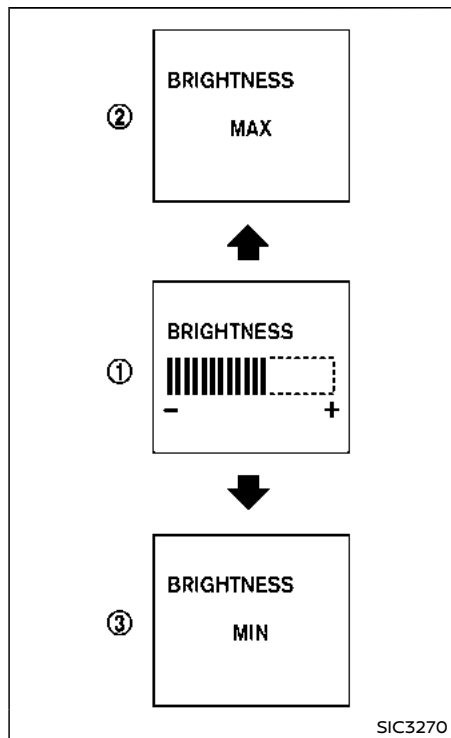 BRIGHTNESS
② MAX
BRIGHTNESS
①
- +
BRIGHTNESS
③ MIN
SIC3270